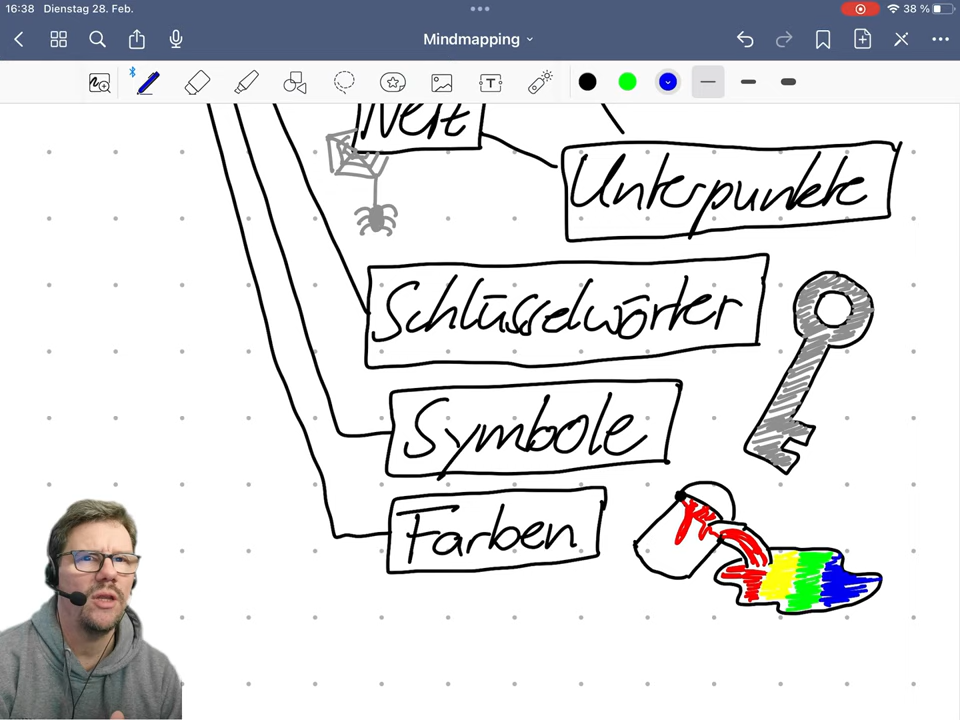 16:38 Dienstag 28. Feb.
38 %
Mindmapping
T
Unterpunkte
Schlüsselwörter
Symbole
Farben